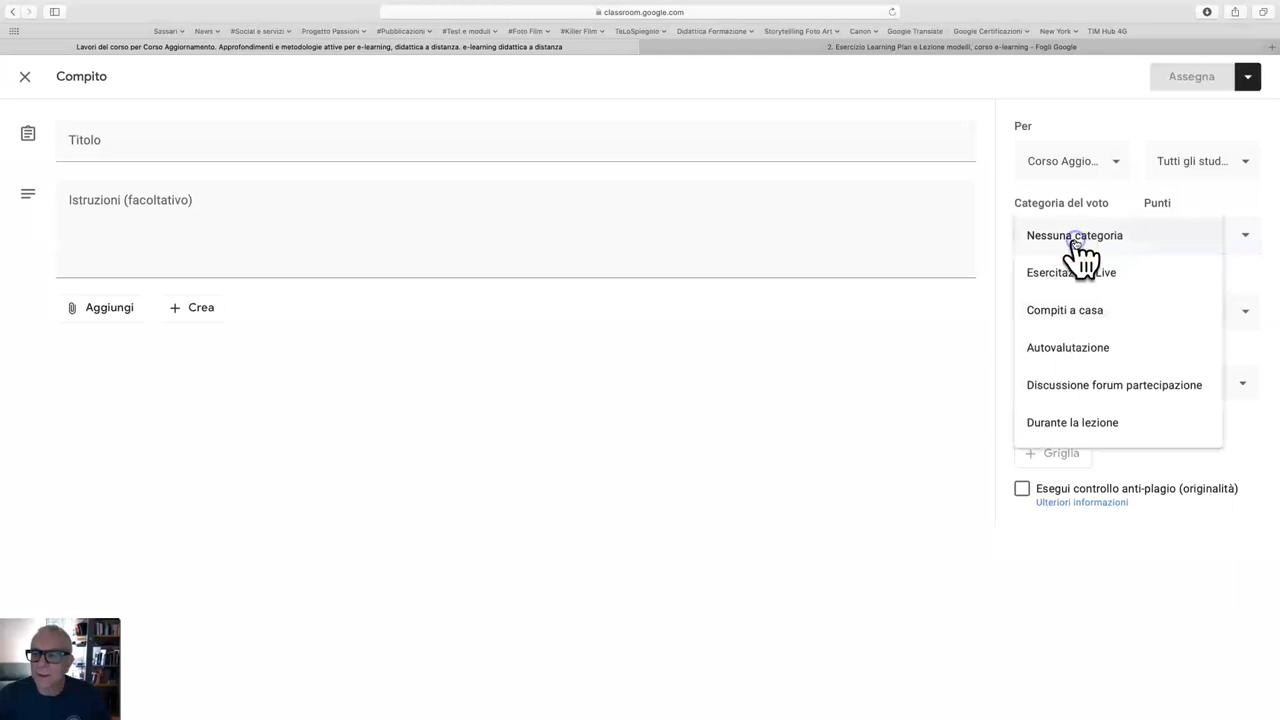 classroom.google.com
Sassari News #Social e servizi Progetto Passioni #Pubblicazioni #Test e moduli #Foto Film #Killer Film TeLoSpiegolo Didattica Formazione Storytelling Foto Art Canon Google Translate Google Certificazioni New York TIM Hub 4G
Lavori del corso per Corso Aggiornamento. Approfondimenti e metodologie attive per e-learning, didattica a distanza. e-learning didattica a distanza
2. Esercizio Learning Plan e Lezione modelli, corso e-learning - Fogli Google
Compito
Assegna
Titolo
Istruzioni (facoltativo)
Aggiungi
Crea
Per
Corso Aggio...
Tutti gli stud...
Categoria del voto
Punti
Nessuna categoria
Live
Compiti a casa
Autovalutazione
Discussione forum partecipazione
Durante la lezione
Griglia
Esegui controllo anti-plagio (originalità)
Ulteriori informazioni